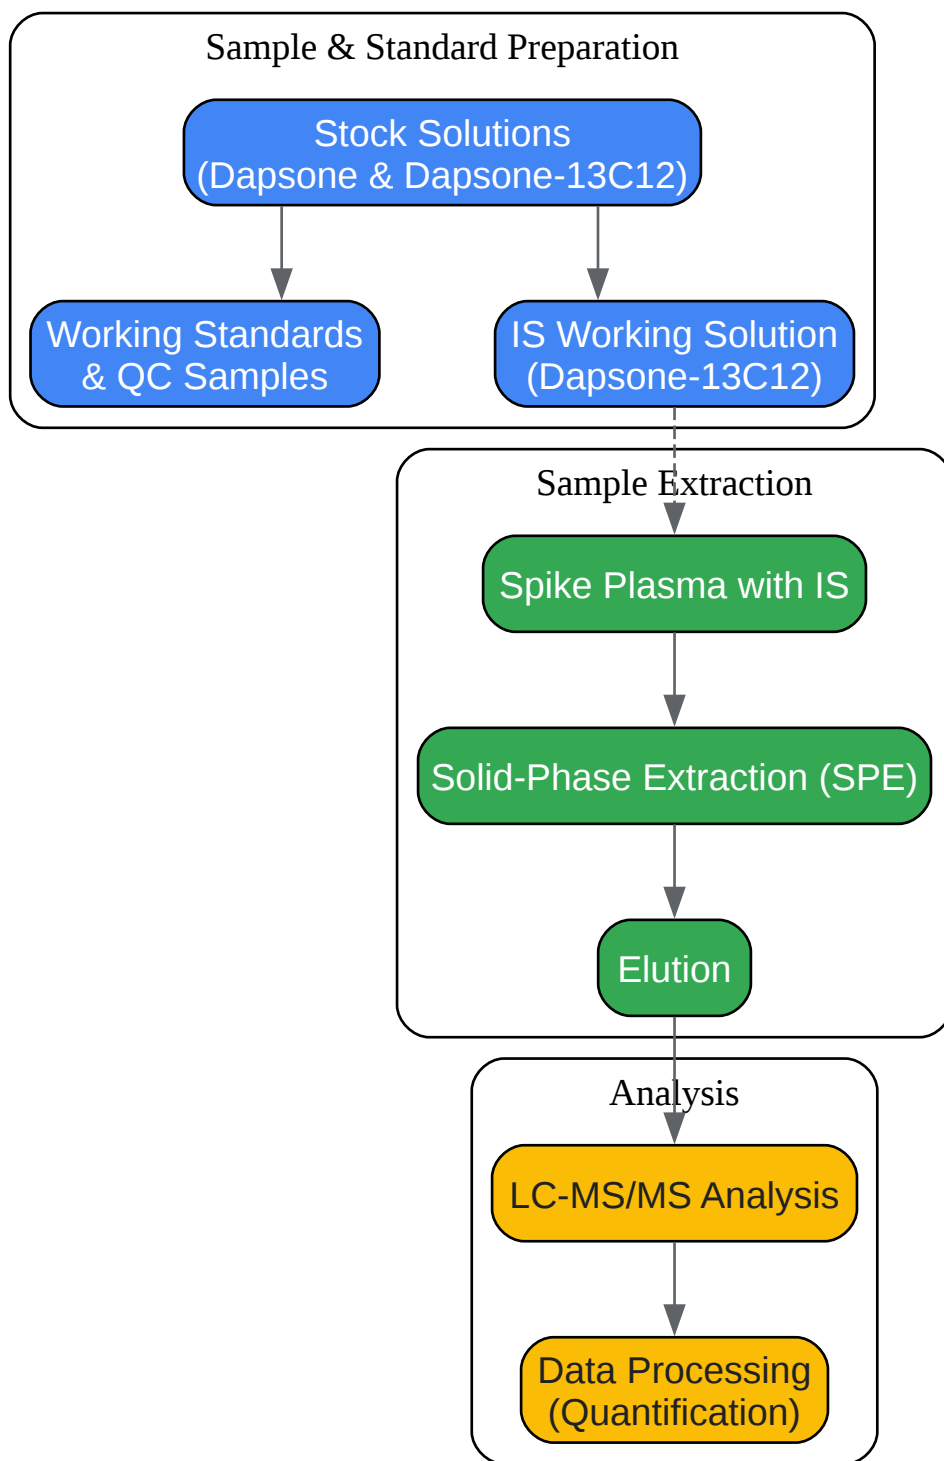 Sample & Standard Preparation
Stock Solutions
(Dapsone & Dapsone-13C12)
Working Standards
& QC Samples
IS Working Solution
(Dapsone-13C12)
Sample Extraction
Spike Plasma with IS
Solid-Phase Extraction (SPE)
Elution
Analysis
LC-MS/MS Analysis
Data Processing
(Quantification)